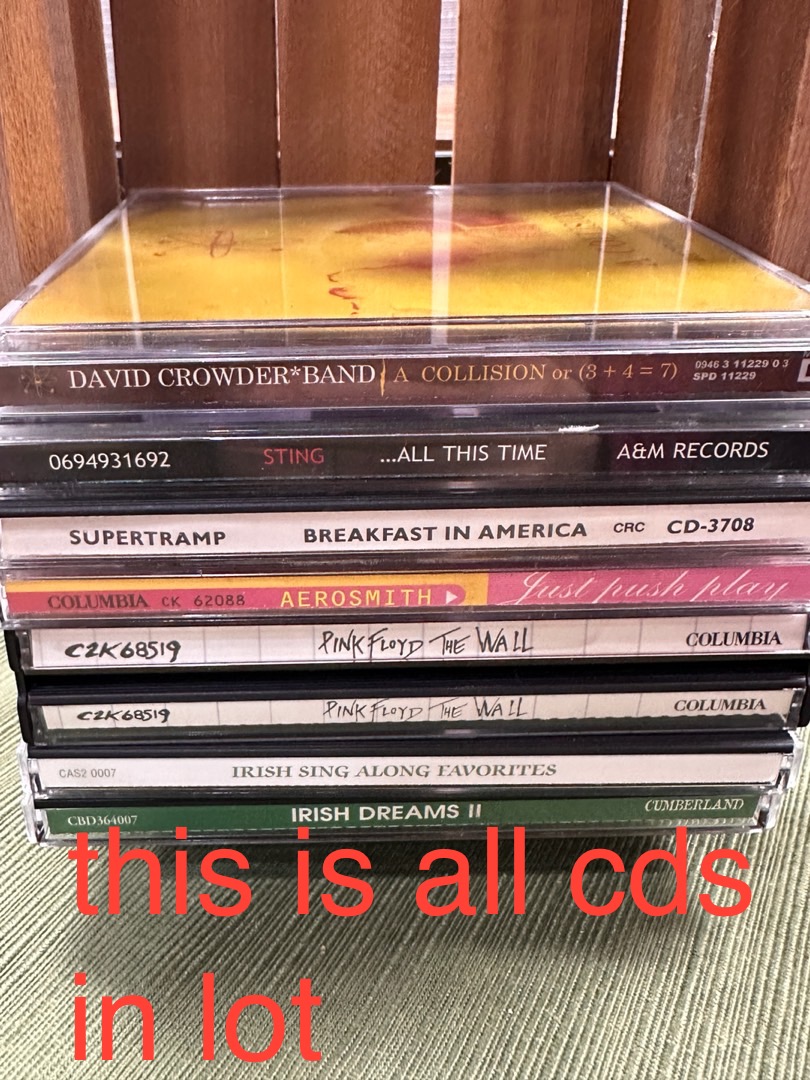 DAVID CROWDER*BAND A COLLISION or (3 + 4 = 7) 0946 3 11229 0 3
SPD 11229
0694931692 STING ...ALL THIS TIME A&M RECORDS
SUPERTRAMP BREAKFAST IN AMERICA CRC CD-3708
COLUMBIA CK 62088 AEROSMITH Just push play
C2K68519 PINK FLOYD THE WALL COLUMBIA
C2K68519 PINK FLOYD THE WALL COLUMBIA
CAS2 0007 IRISH SING ALONG FAVORITES
CBD364007 IRISH DREAMS II CUMBERLAND
this is all cds
in lot